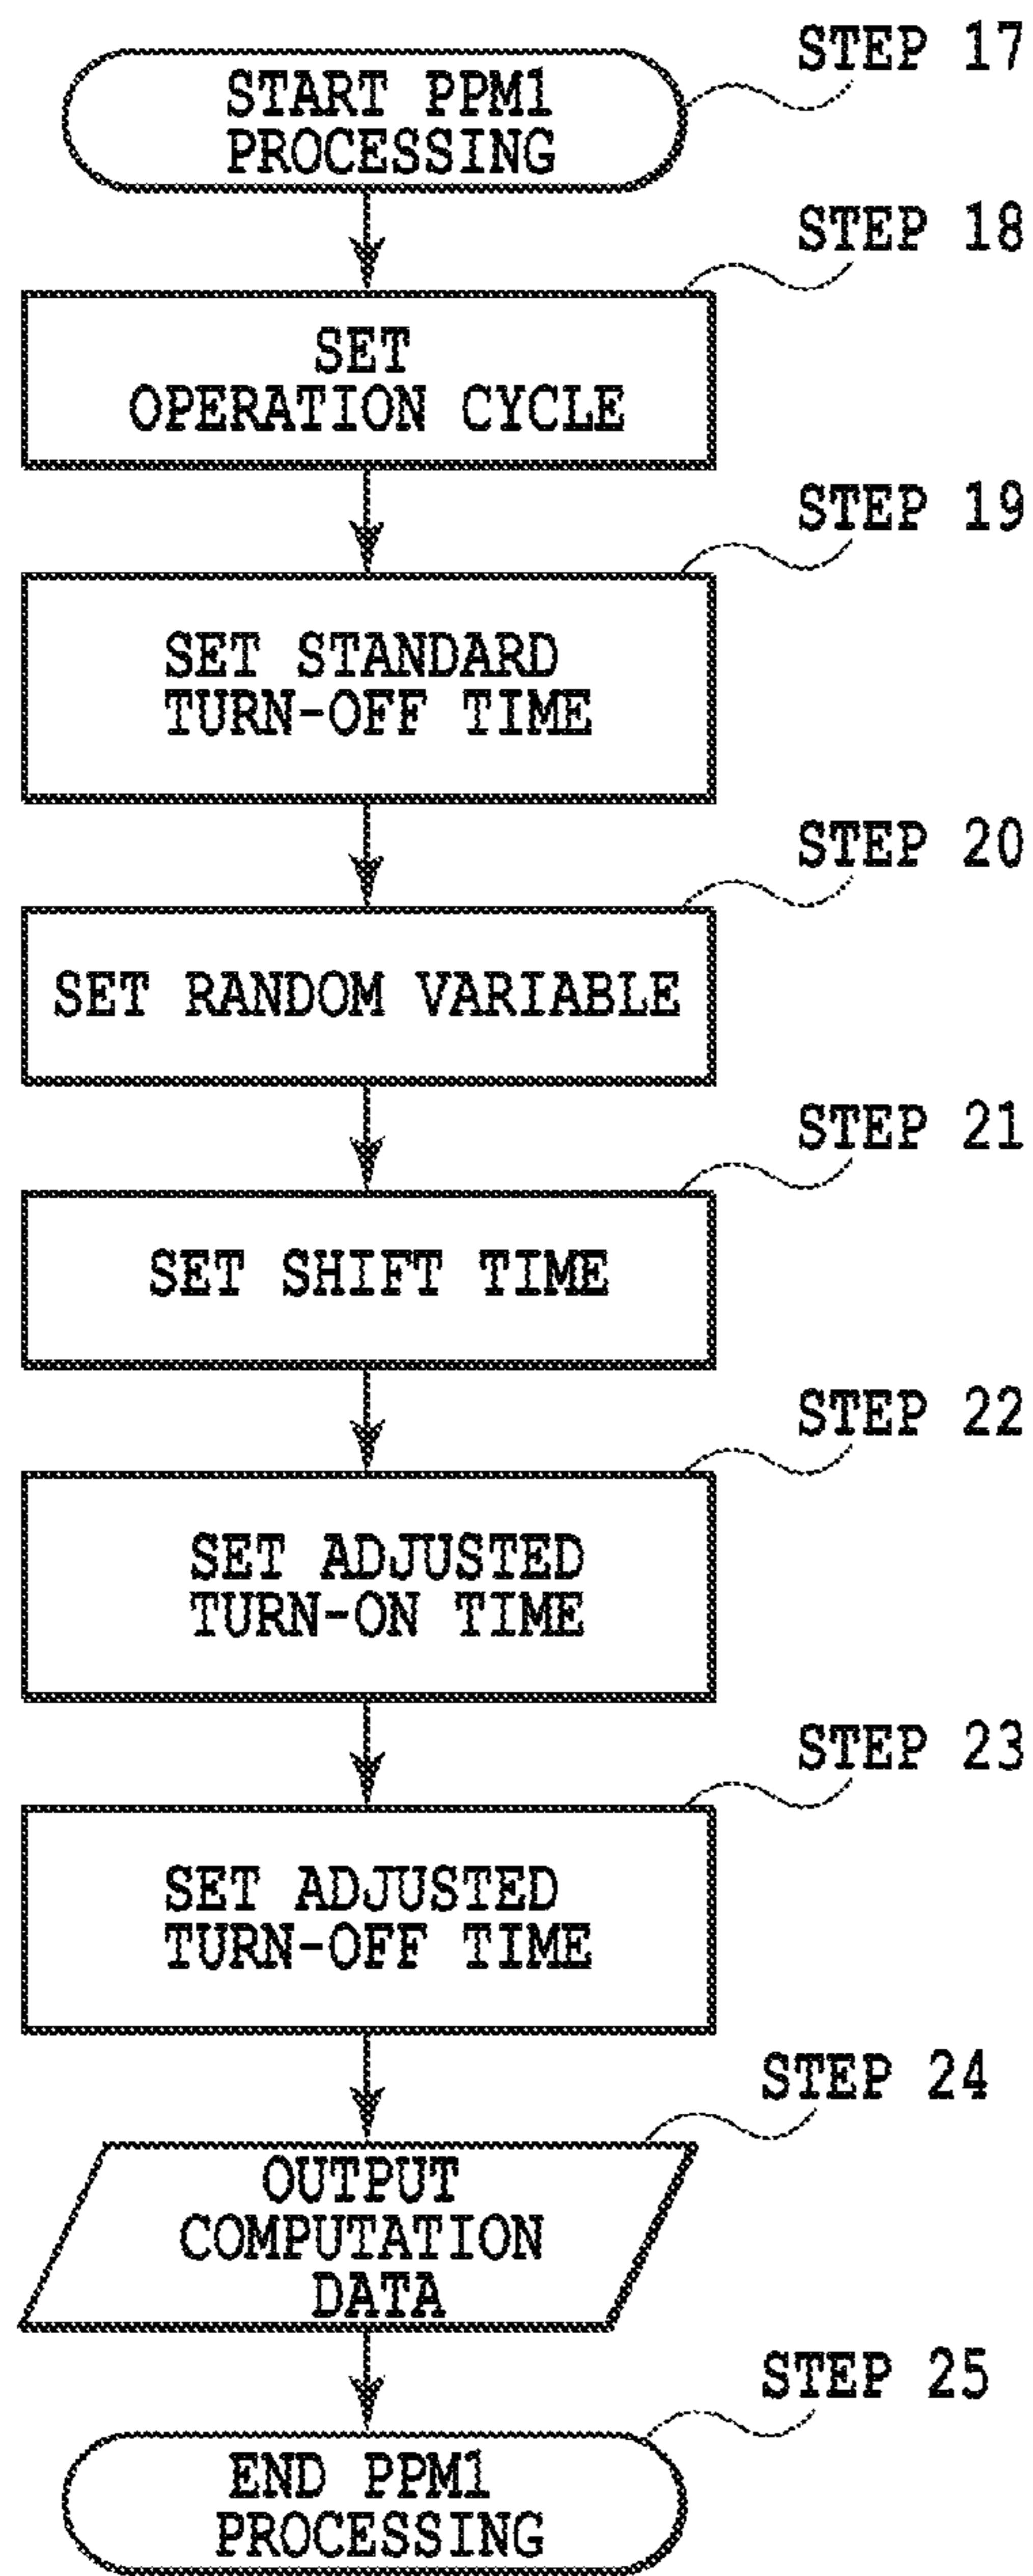 STEP 17
START PPM1
PROCESSING
STEP 18
SET
OPERATION CYCLE
STEP 19
SET STANDARD
TURN-OFF TIME
STEP 20
SET RANDOM VARIABLE
STEP 21
SET SHIFT TIME
STEP 22
SET ADJUSTED
TURN-ON TIME
STEP 23
SET ADJUSTED
TURN-OFF TIME
STEP 24
OUTPUT
COMPUTATION
DATA
STEP 25
END PPM1
PROCESSING